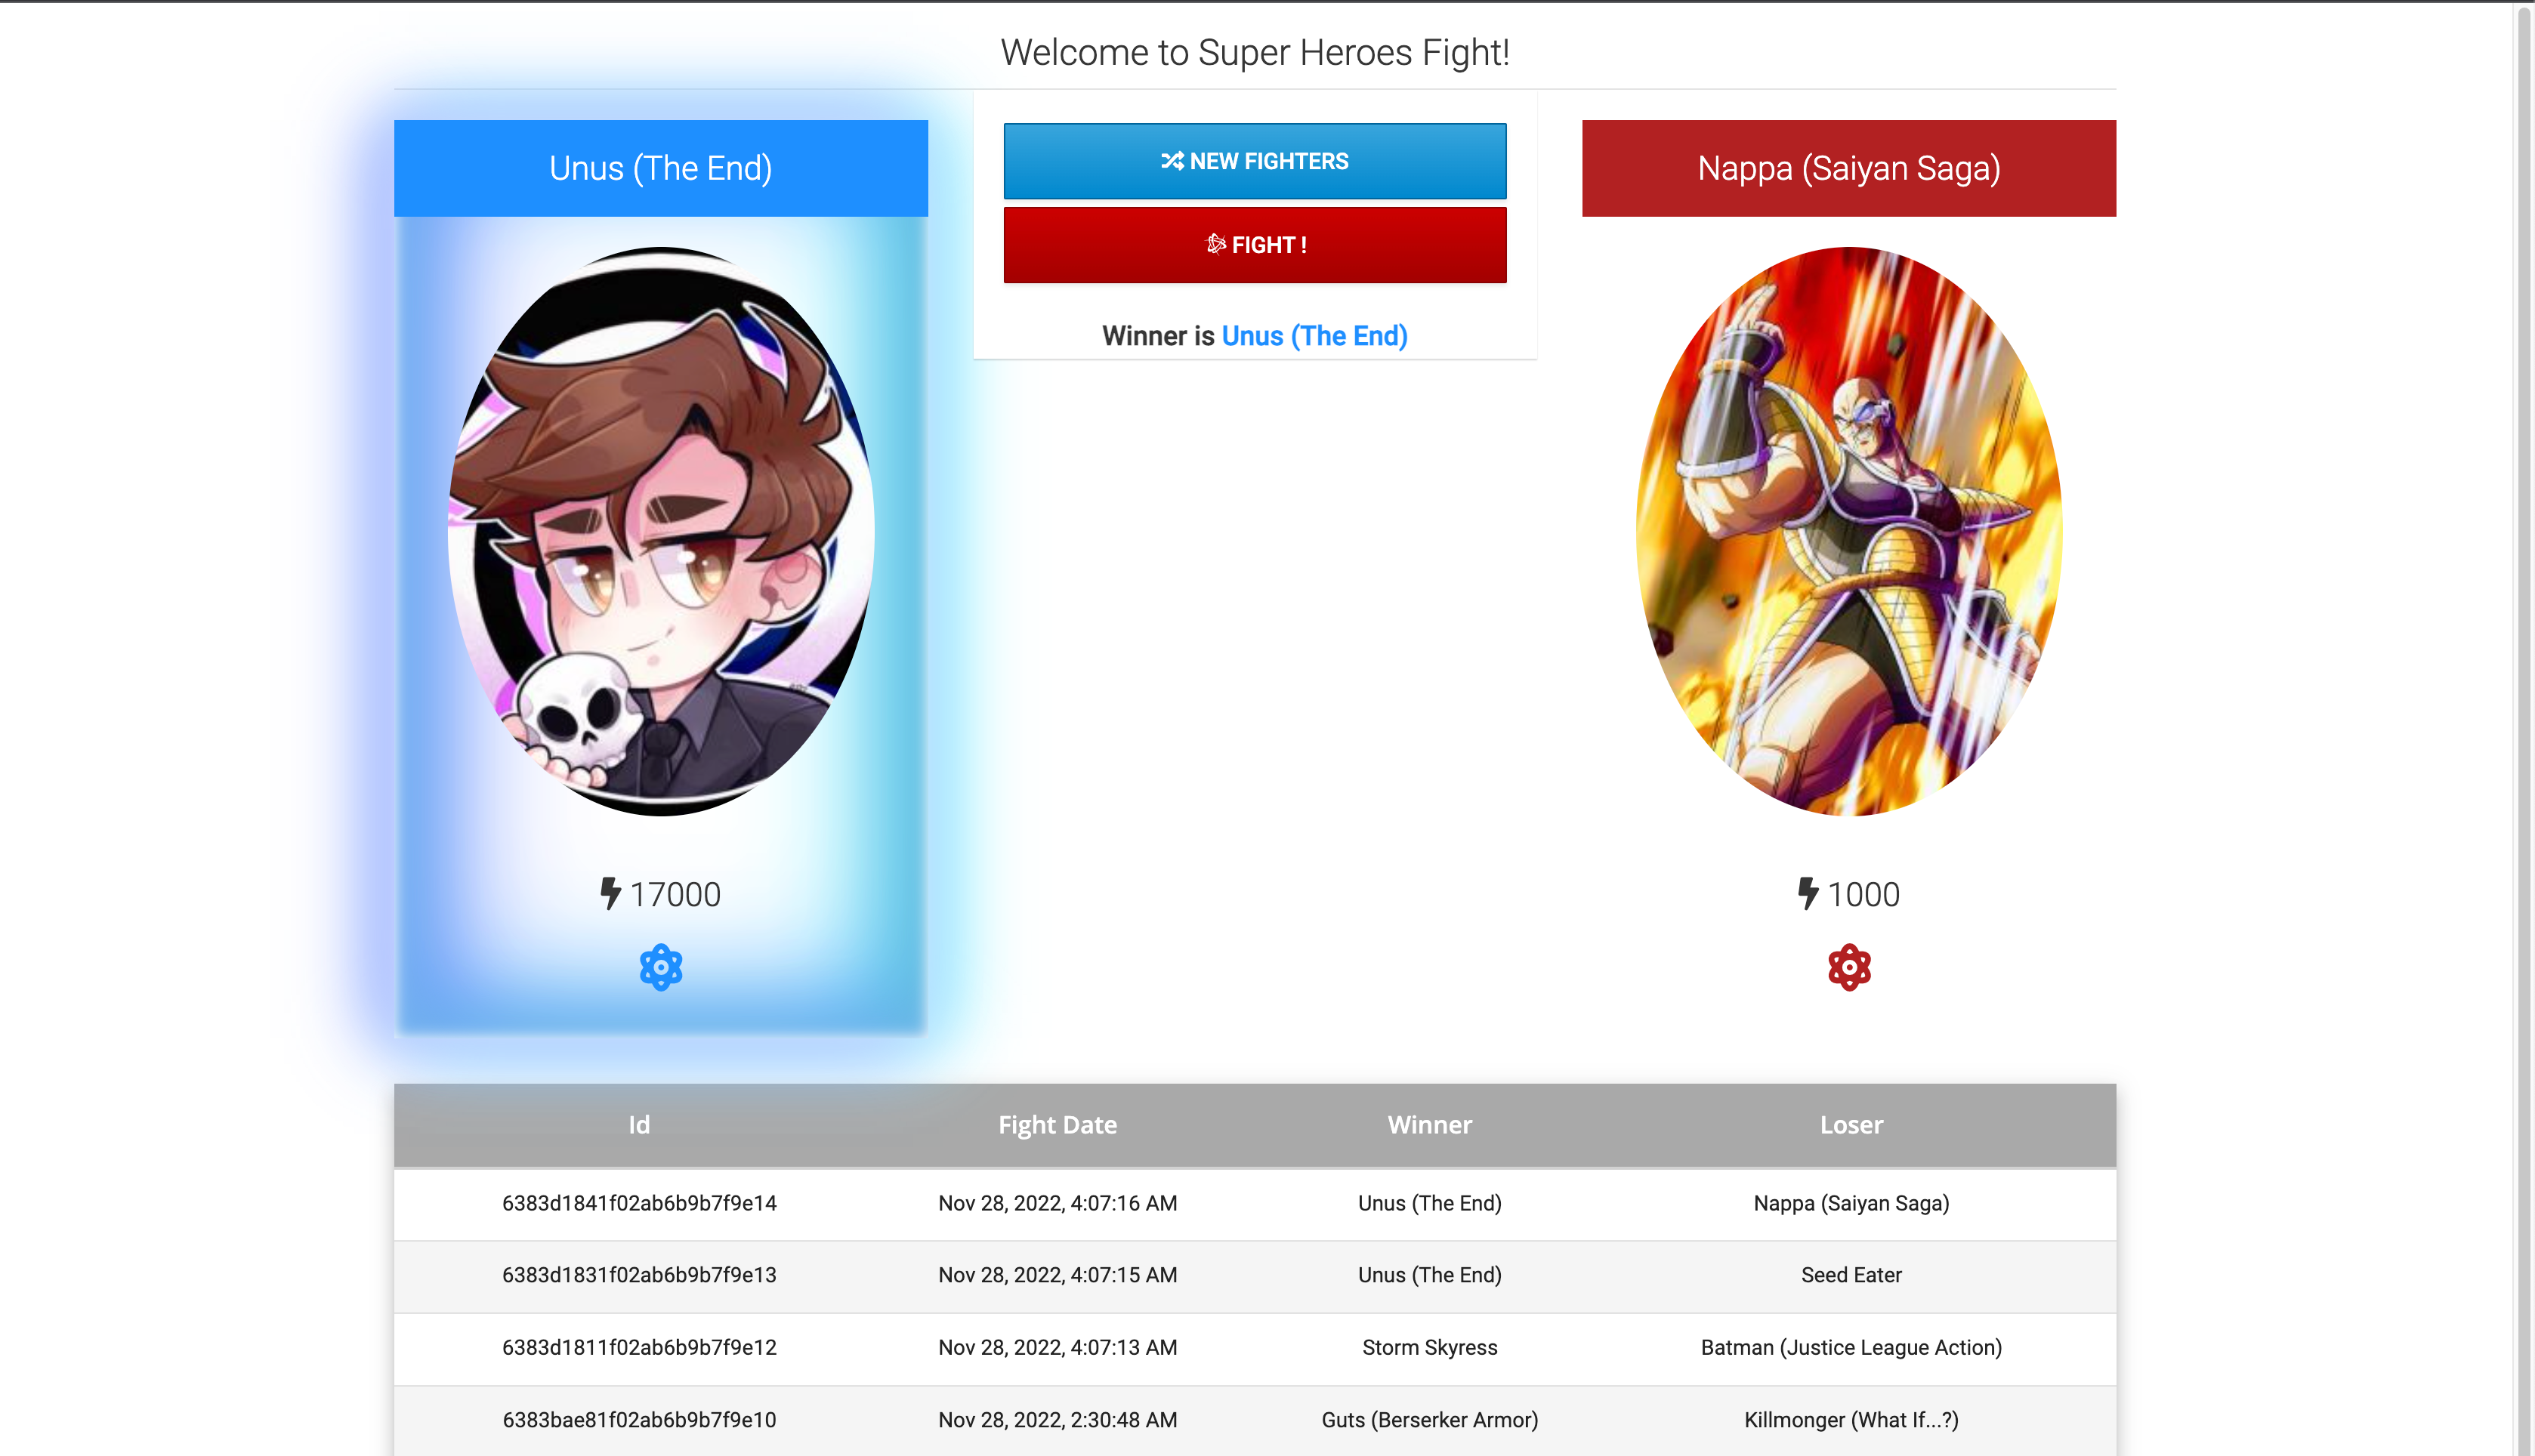 Welcome to Super Heroes Fight!
Unus (The End)
NEW FIGHTERS
FIGHT !
Winner is Unus (The End)
Nappa (Saiyan Saga)
17000
1000
Id Fight Date Winner Loser
6383d1841f02ab6b9b7f9e14 Nov 28, 2022, 4:07:16 AM Unus (The End) Nappa (Saiyan Saga)
6383d1831f02ab6b9b7f9e13 Nov 28, 2022, 4:07:15 AM Unus (The End) Seed Eater
6383d1811f02ab6b9b7f9e12 Nov 28, 2022, 4:07:13 AM Storm Skyress Batman (Justice League Action)
6383bae81f02ab6b9b7f9e10 Nov 28, 2022, 2:30:48 AM Guts (Berserker Armor) Killmonger (What If...?)